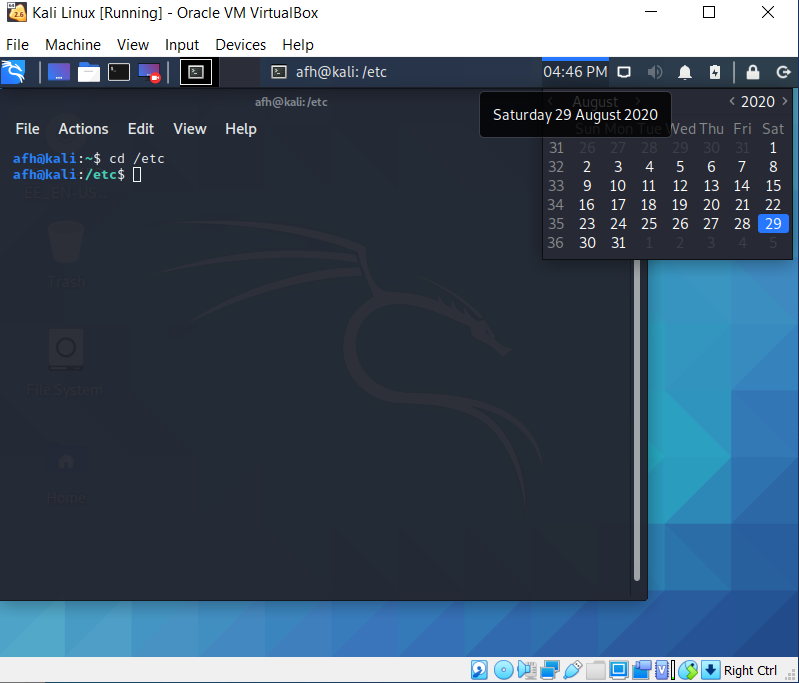 Kali Linux [Running] - Oracle VM VirtualBox
File Machine View Input Devices Help
afh@kali: /etc 04:46 PM
afh@kali: /etc
File Actions Edit View Help
afh@kali:~$ cd /etc
afh@kali:/etc$
Trash
File System
Home
August 2020
Saturday 29 August 2020
Sun Mon Tue Wed Thu Fri Sat
31 26 27 28 29 30 31 1
32 2 3 4 5 6 7 8
33 9 10 11 12 13 14 15
34 16 17 18 19 20 21 22
35 23 24 25 26 27 28 29
36 30 31 1 2 3 4 5
Right Ctrl